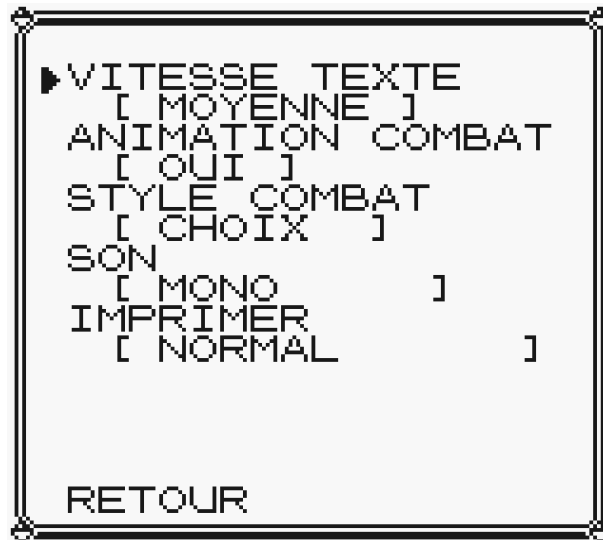 ▶VITESSE TEXTE
[ MOYENNE ]
ANIMATION COMBAT
[ OUI ]
STYLE COMBAT
[ CHOIX ]
SON
[ MONO ]
IMPRIMER
[ NORMAL ]
RETOUR